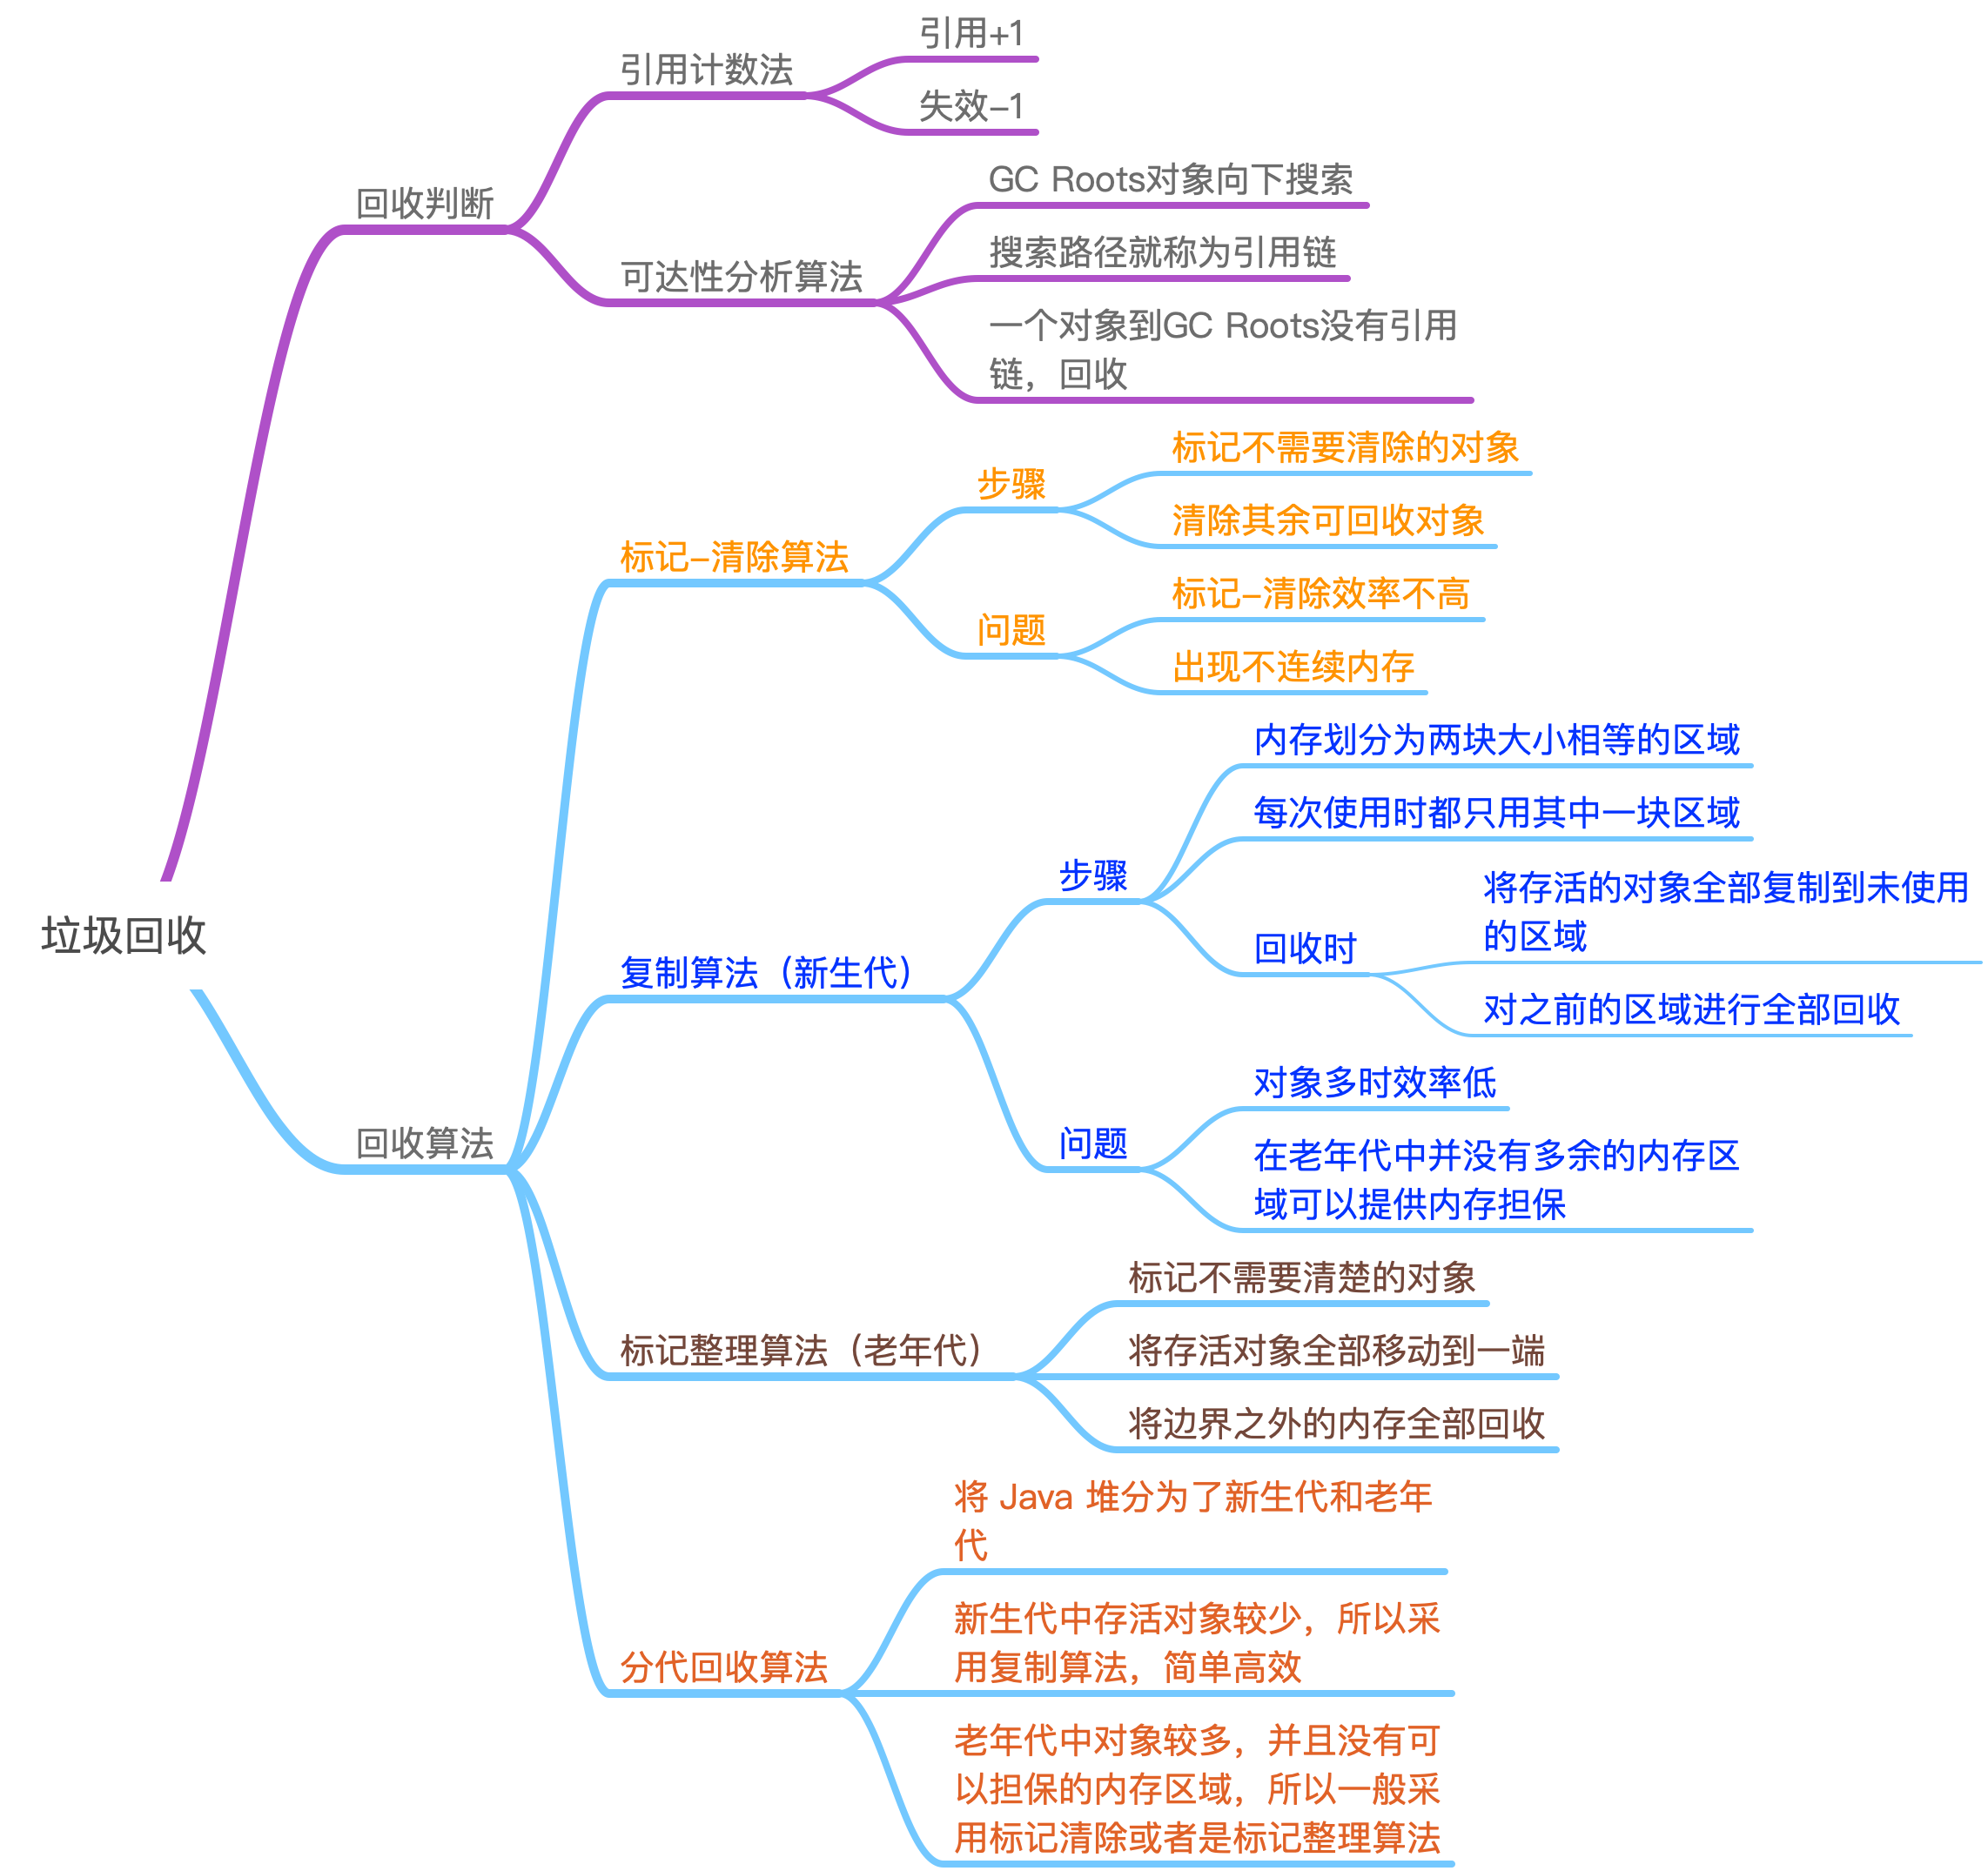 垃圾回收
回收判断
引用计数法
引用+1
失效-1
可达性分析算法
GC Roots对象向下搜索
搜索路径就称为引用链
一个对象到GC Roots没有引用
链，回收
回收算法
标记-清除算法
步骤
标记不需要清除的对象
清除其余可回收对象
问题
标记-清除效率不高
出现不连续内存
复制算法（新生代）
步骤
内存划分为两块大小相等的区域
每次使用时都只用其中一块区域
回收时
将存活的对象全部复制到未使用
的区域
对之前的区域进行全部回收
问题
对象多时效率低
在老年代中并没有多余的内存区
域可以提供内存担保
标记整理算法（老年代）
标记不需要清楚的对象
将存活对象全部移动到一端
将边界之外的内存全部回收
分代回收算法
将 Java 堆分为了新生代和老年
代
新生代中存活对象较少，所以采
用复制算法，简单高效
老年代中对象较多，并且没有可
以担保的内存区域，所以一般采
用标记清除或者是标记整理算法